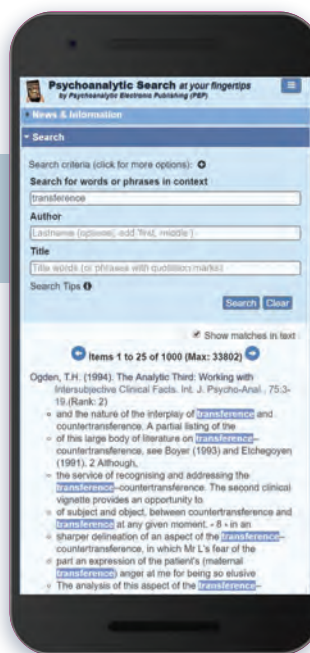 Psychoanalytic Search at your fingertips
by Psychoanalytic Electronic Publishing (PEP)
News & Information
Search
Search criteria (click for more options):
Search for words or phrases in context
transference
Author
Lastname (optional, add first, middle )
Title
Title words (or phrases with quotation marks)
Search Tips
Search Clear
Show matches in text
Items 1 to 25 of 1000 (Max: 33802)
Ogden, T.H. (1994). The Analytic Third: Working with
Intersubjective Clinical Facts. Int. J. Psycho-Anal., 75:3-
19.(Rank: 2)
and the nature of the interplay of transference and
countertransference. A partial listing of the
of this large body of literature on transference–
countertransference, see Boyer (1993) and Etchegoyen
(1991). 2 Although,
the service of recognising and addressing the
transference–countertransference. The second clinical
vignette provides an opportunity to
of subject and object, between countertransference and
transference at any given moment. - 8 - in an
sharper delineation of an aspect of the transference–
countertransference, in which Mr L's fear of the
part an expression of the patient's (maternal
transference) anger at me for being so elusive
The analysis of this aspect of the transference–